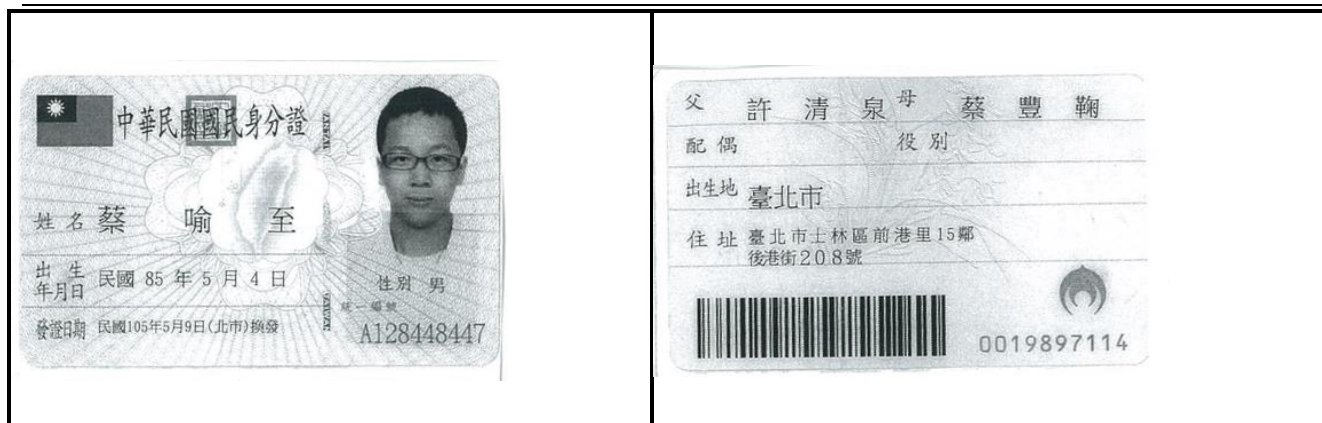 中華民國國民身分證
姓名 蔡 喻 至
出生年月日 民國 85 年 5 月 4 日
性別 男
統一編號
發證日期 民國105年5月9日(北市)換發
A128448447
父 許 清 泉 母 蔡 豐 鞠
配偶 役別
出生地 臺北市
住址 臺北市士林區前港里15鄰
後港街208號
0019897114